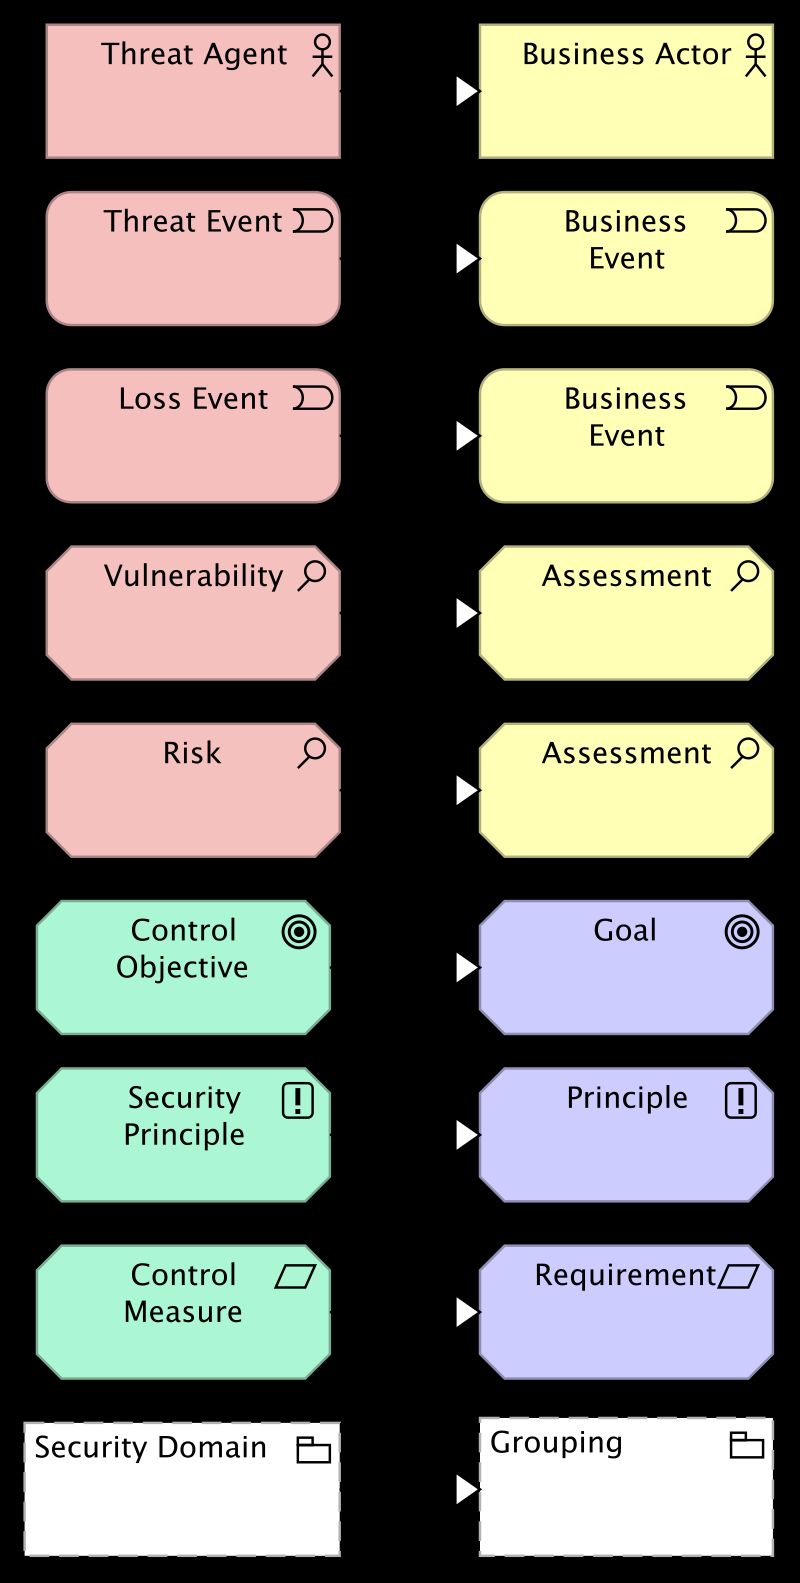 Threat Agent
Business Actor
Threat Event
Business
Event
Loss Event
Business
Event
Vulnerability
Assessment
Risk
Assessment
Control
Objective
Goal
Security
Principle
Principle
Control
Measure
Requirement
Security Domain
Grouping